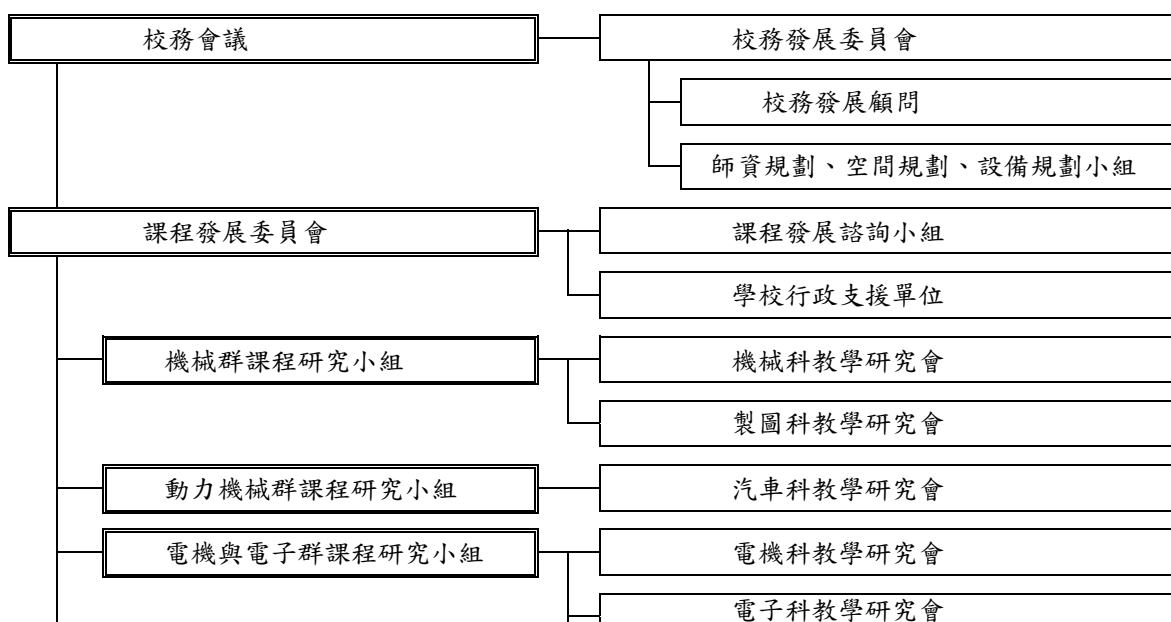 校務會議
校務發展委員會
校務發展顧問
師資規劃、空間規劃、設備規劃小組
課程發展委員會
課程發展諮詢小組
學校行政支援單位
機械群課程研究小組
機械科教學研究會
製圖科教學研究會
動力機械群課程研究小組
汽車科教學研究會
電機與電子群課程研究小組
電機科教學研究會
電子科教學研究會